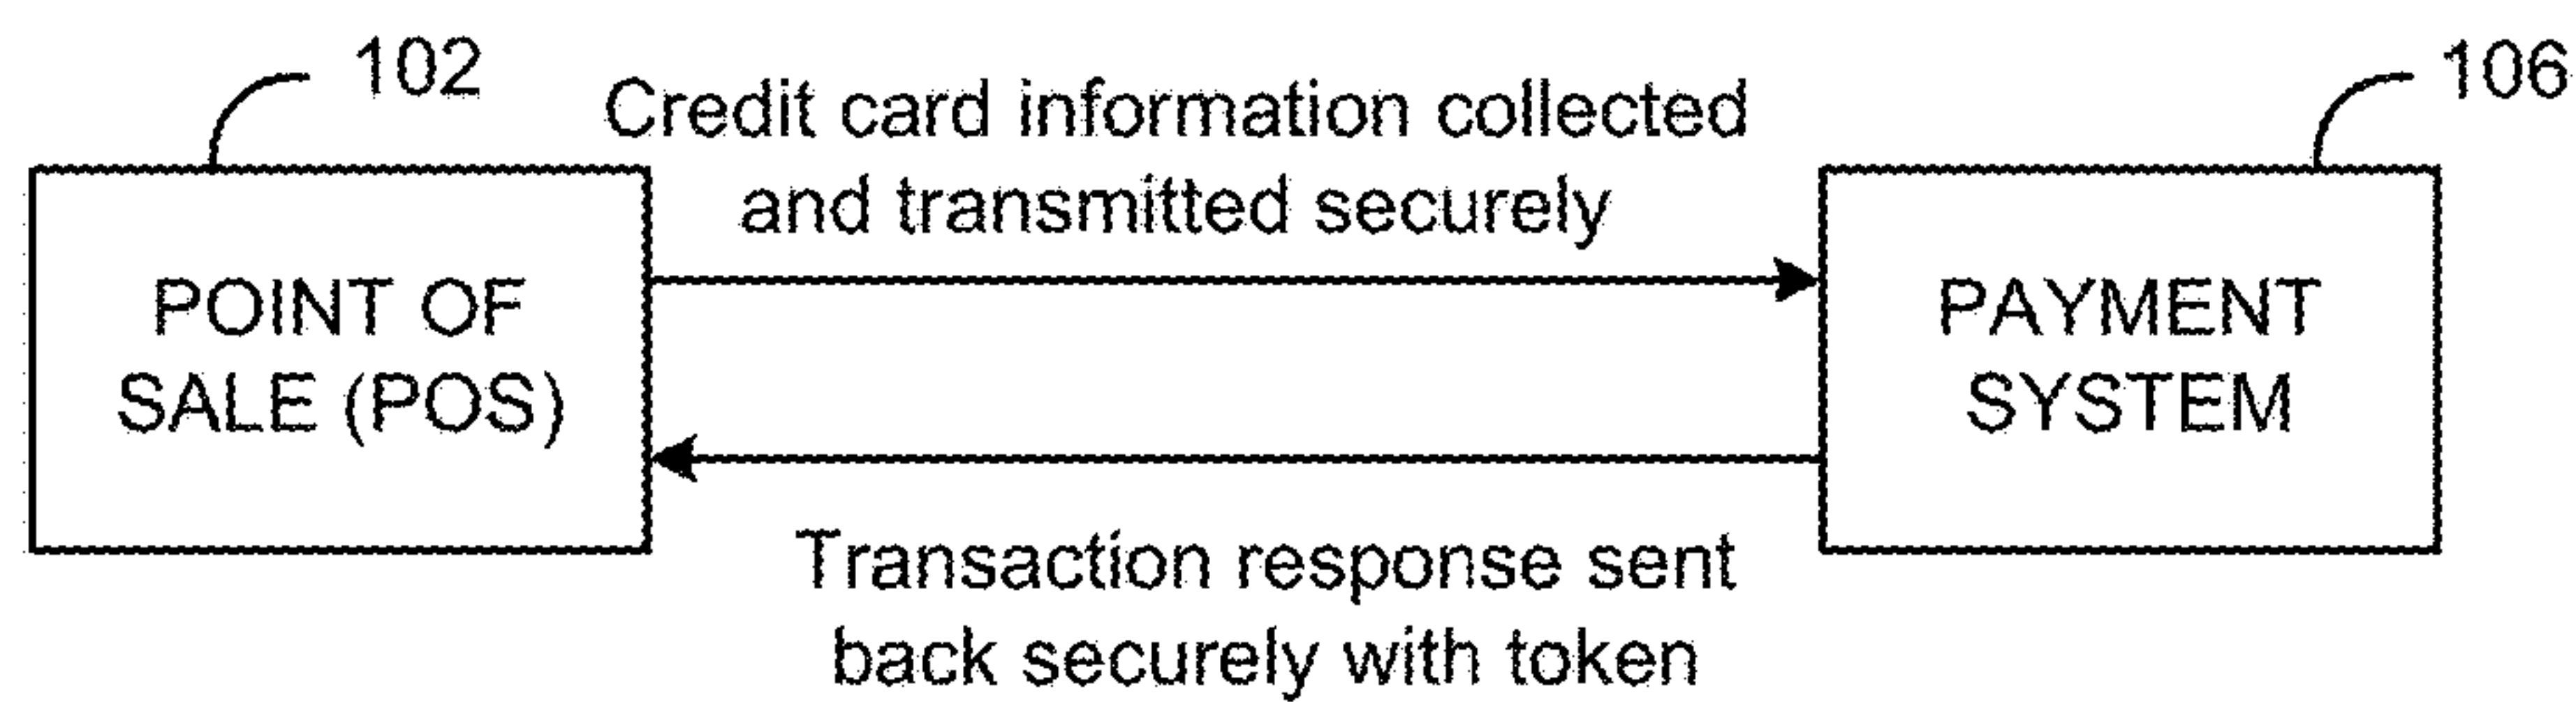 102
Credit card information collected
and transmitted securely
106
POINT OF
SALE (POS)
PAYMENT
SYSTEM
Transaction response sent
back securely with token